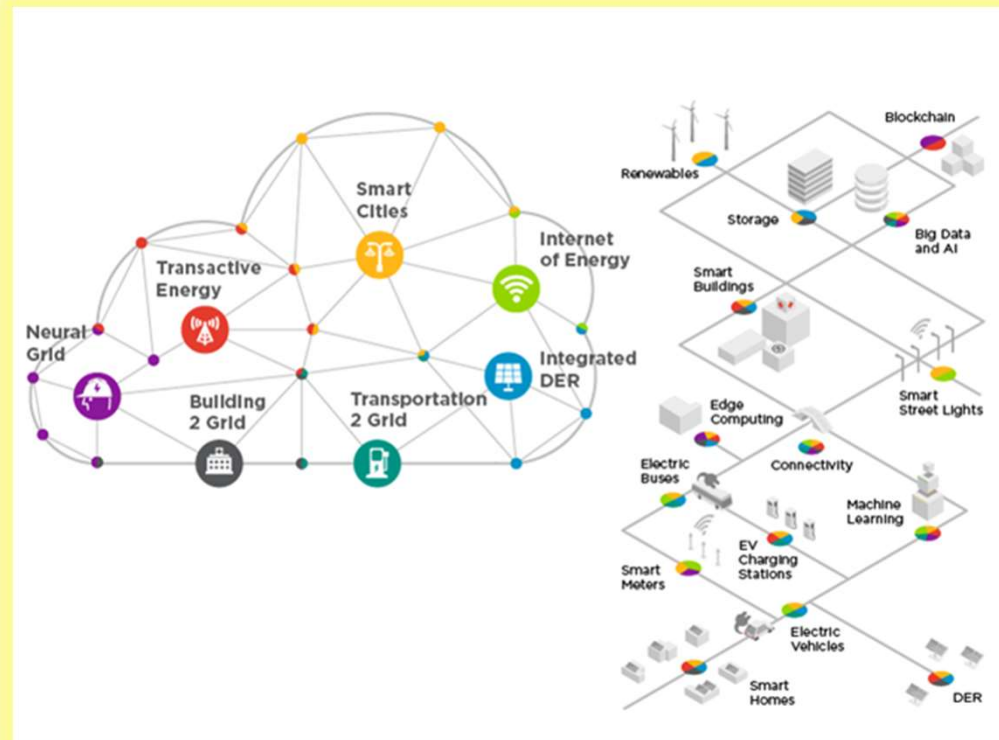 Smart
Cities
Internet
of Energy
Transactive
Energy
Neural
Grid
Integrated
DER
Building
2 Grid
Transportation
2 Grid
Blockchain
Renewables
Storage
Big Data
and AI
Smart
Buildings
Smart
Street Lights
Edge
Computing
Connectivity
Electric
Buses
Machine
Learning
EV
Charging
Stations
Smart
Meters
Electric
Vehicles
Smart
Homes
DER